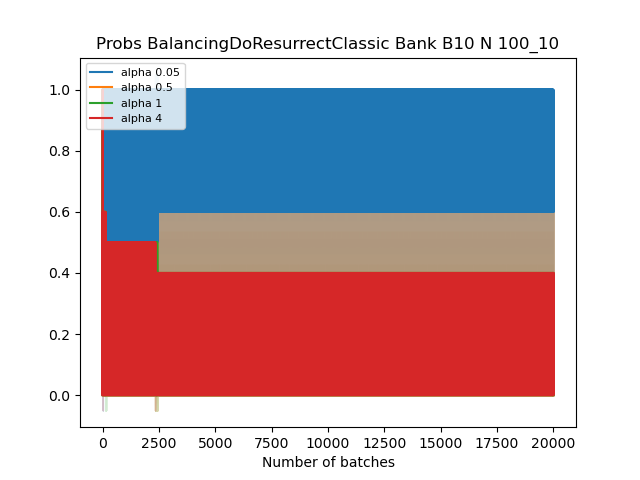 Probs BalancingDoResurrectClassic Bank B10 N 100_10
alpha 0.05
alpha 0.5
alpha 1
alpha 4
1.0
0.8
0.6
0.4
0.2
0.0
0 2500 5000 7500 10000 12500 15000 17500 20000
Number of batches